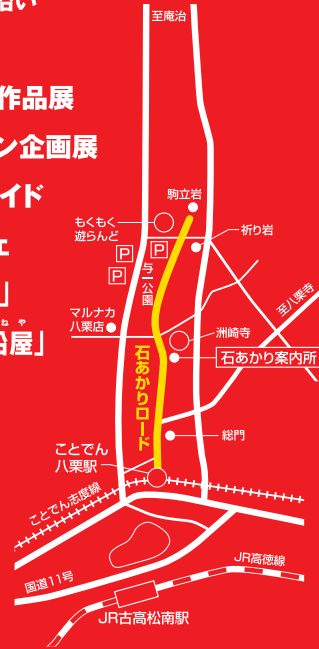 沿い
至庵治
作品展
ン企画展
イド
ェ
」
ねや
屋」
駒立岩
もくもく
遊らんど
祈り岩
P
P
P
与一公園
マルナカ
八栗店
至八栗寺
洲崎寺
石あかり案内所
石あかりロード
総門
ことでん
八栗駅
ことでん志度線
国道11号
JR高徳線
JR古高松南駅